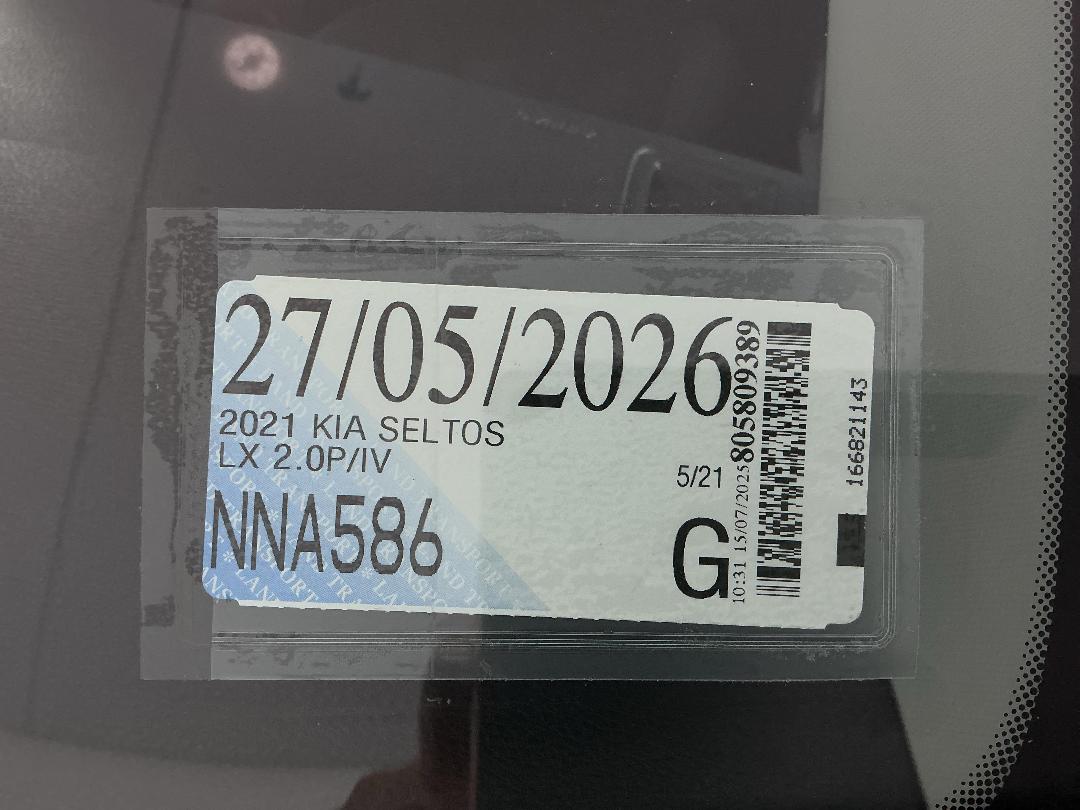 27/05/2026
2021 KIA SELTOS
LX 2.0P/IV
NNA586
5/21
G
10:31 15/07/2025
805809389
166821143